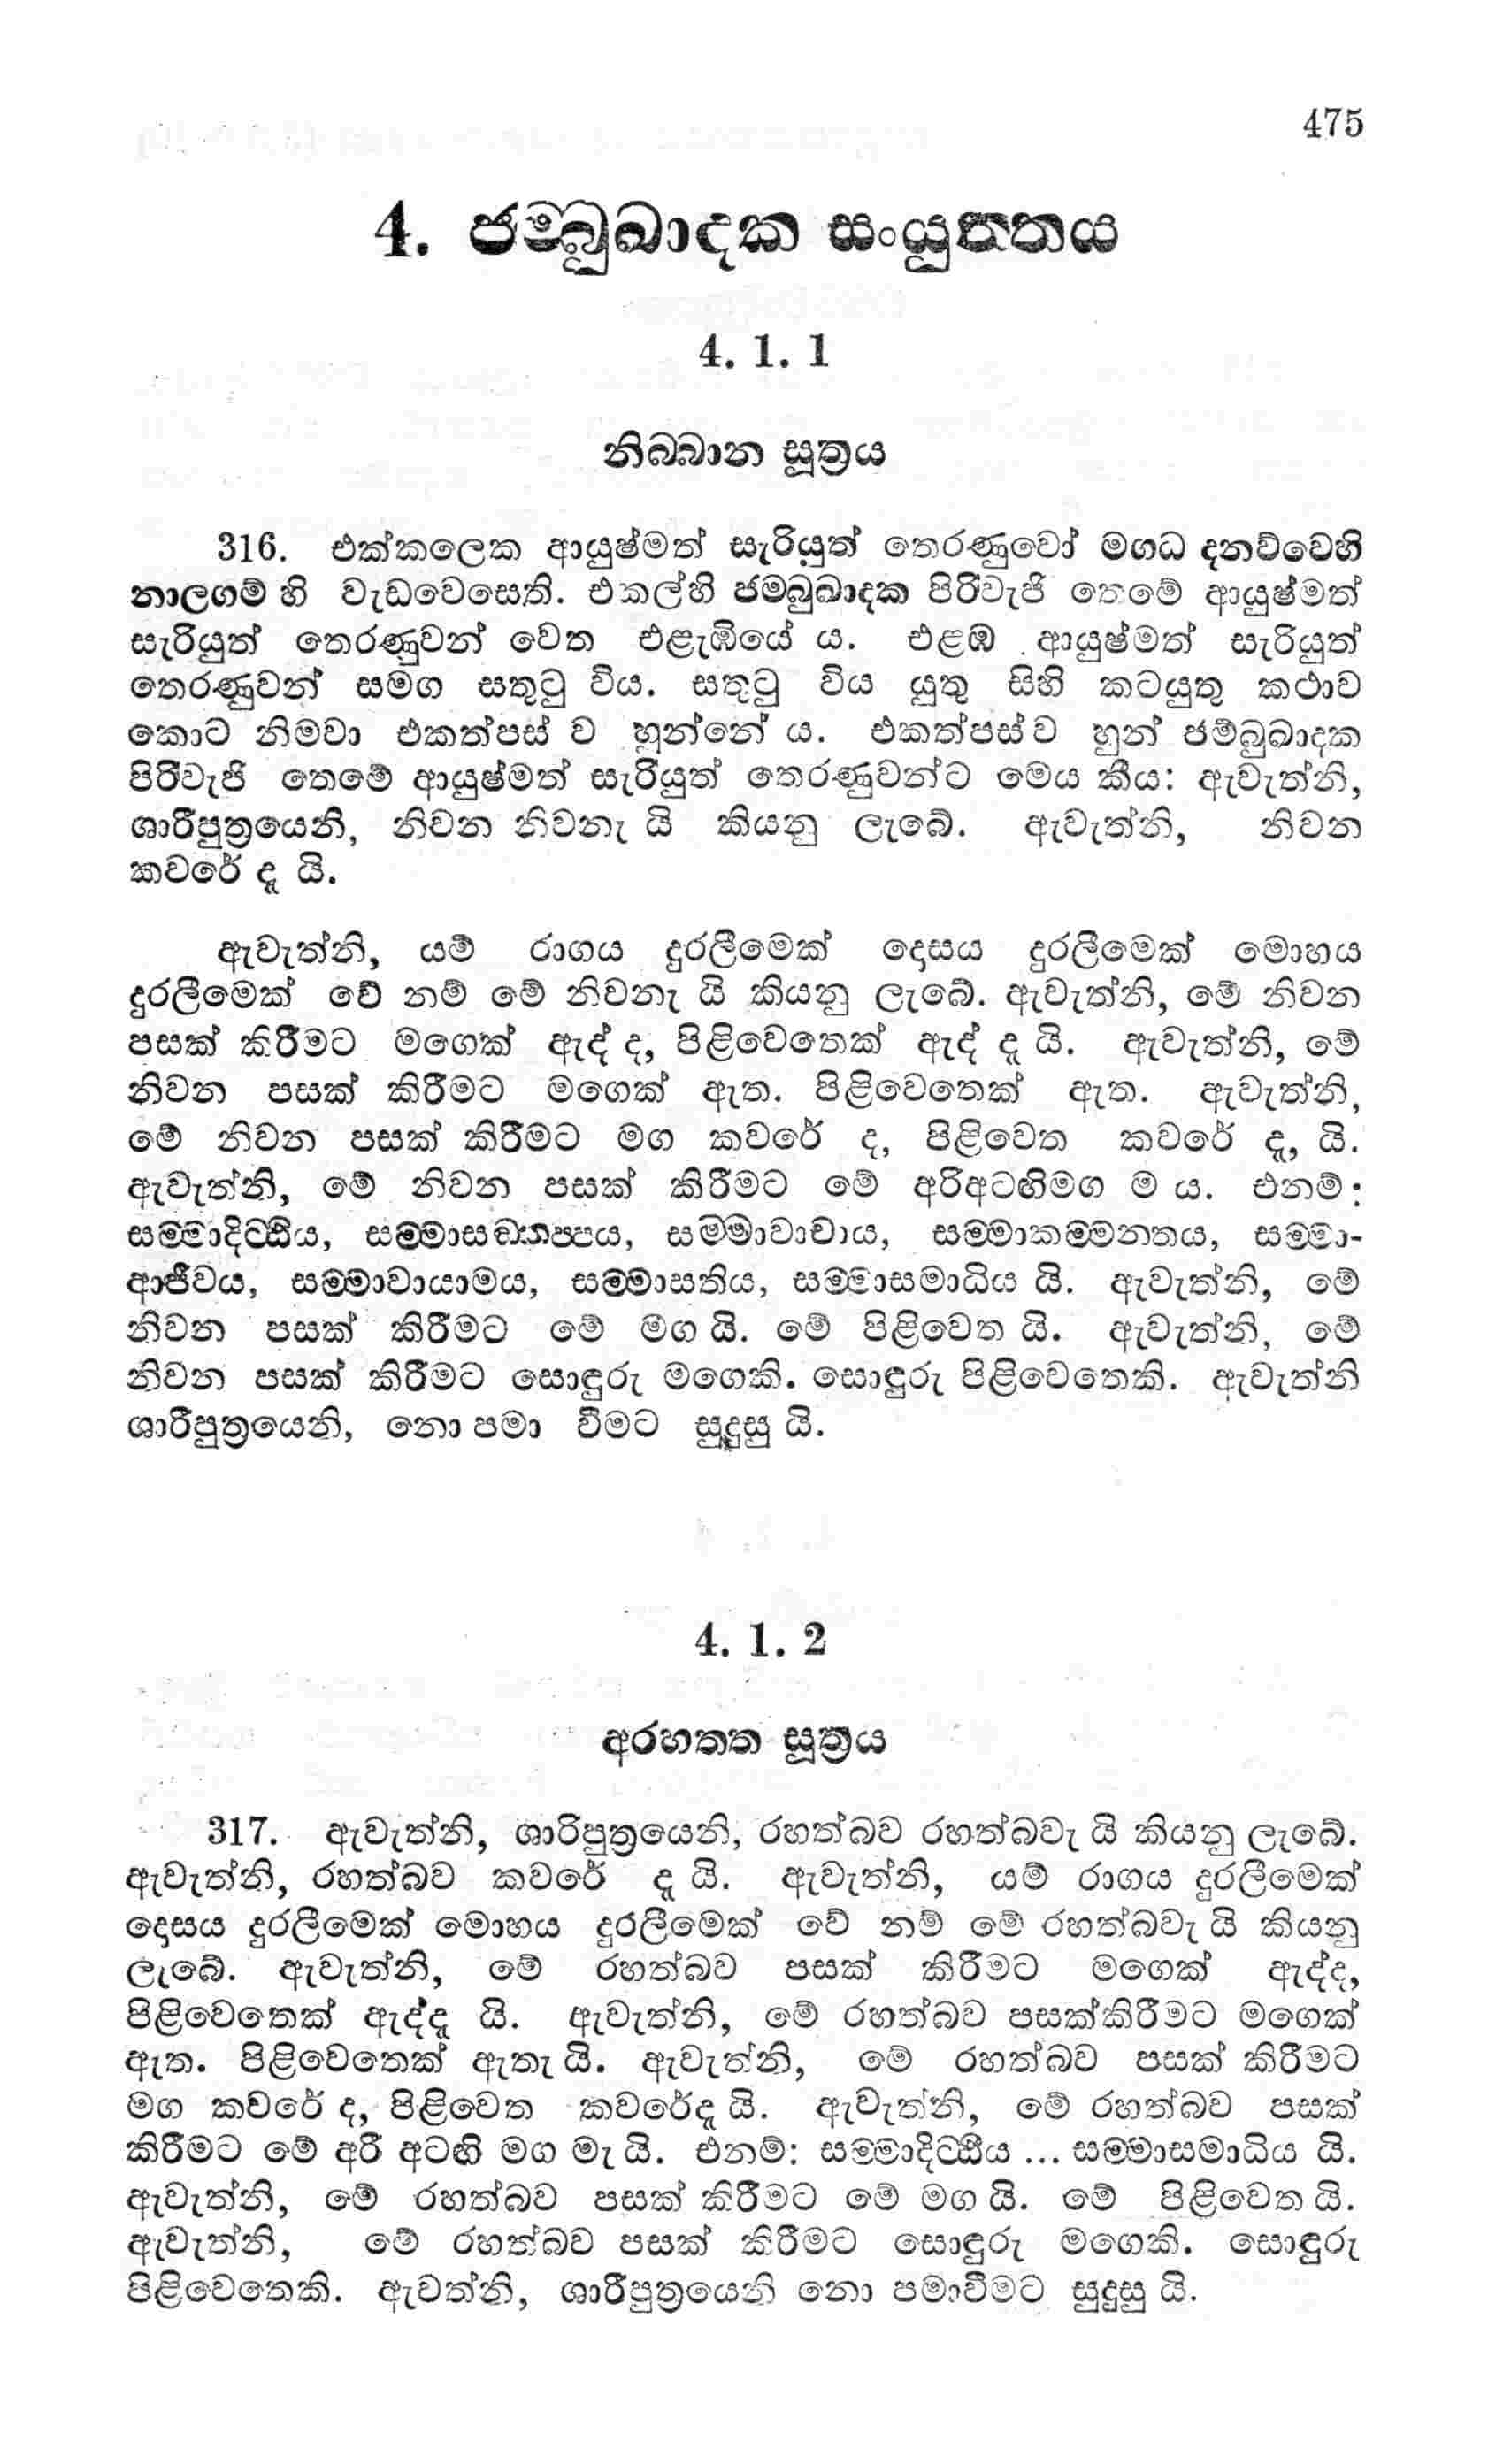 475
4. ජම්බුඛාදක සංයුත්තය
4. 1. 1
නිබ්බාන සූත්‍රය
316. එක්කලෙක ආයුෂ්මත් සැරියුත් තෙරණුවෝ මගධ දනව්වෙහි
නාලගම් හි වැඩවෙසෙති. එකල්හි ජම්බුඛාදක පිරිවැජි තෙමේ ආයුෂ්මත්
සැරියුත් තෙරණුවන් වෙත එළැඹියේ ය. එළඹ ආයුෂ්මත් සැරියුත්
තෙරණුවන් සමග සතුටු විය. සතුටු විය යුතු සිහි කටයුතු කථාව
කොට නිමවා එකත්පස් ව හුන්නේ ය. එකත්පස්ව හුන් ජම්බුඛාදක
පිරිවැජි තෙමේ ආයුෂ්මත් සැරියුත් තෙරණුවන්ට මෙය කීය: ඇවැත්නි,
ශාරිපුත්‍රයෙනි, නිවන නිවනැ යි කියනු ලැබේ. ඇවැත්නි, නිවන
කවරේ දැ යි.
ඇවැත්නි, යම් රාගය දුරලීමෙක් ද්‍වෙසය දුරලීමෙක් මොහය
දුරලීමෙක් වේ නම් මේ නිවනැ යි කියනු ලැබේ. ඇවැත්නි, මේ නිවන
පසක් කිරීමට මගෙක් ඇද් ද, පිළිවෙතෙක් ඇද් දැ යි. ඇවැත්නි, මේ
නිවන පසක් කිරීමට මගෙක් ඇත. පිළිවෙතෙක් ඇත. ඇවැත්නි,
මේ නිවන පසක් කිරීමට මග කවරේ ද, පිළිවෙත කවරේ දැ, යි.
ඇවැත්නි, මේ නිවන පසක් කිරීමට මේ අරිඅටඟිමග ම ය. එනම්:
සම්මාදිට්ඨිය, සම්මාසඞ්කප්පය, සම්මාවාචාය, සම්මාකම්මන්තය, සම්මා-
ආජීවය, සම්මාවායාමය, සම්මාසතිය, සම්මාසමාධිය යි. ඇවැත්නි, මේ
නිවන පසක් කිරීමට මේ මග යි. මේ පිළිවෙත යි. ඇවැත්නි, මේ
නිවන පසක් කිරීමට සොඳුරු මගෙකි. සොඳුරු පිළිවෙතෙකි. ඇවැත්නි
ශාරිපුත්‍රයෙනි, නො පමා වීමට සුදුසු යි.
4. 1. 2
අරහත්ත සූත්‍රය
317. ඇවැත්නි, ශාරිපුත්‍රයෙනි, රහත්බව රහත්බවැ යි කියනු ලැබේ.
ඇවැත්නි, රහත්බව කවරේ දැ යි. ඇවැත්නි, යම් රාගය දුරලීමෙක්
ද්‍වෙසය දුරලීමෙක් මොහය දුරලීමෙක් වේ නම් මේ රහත්බවැ යි කියනු
ලැබේ. ඇවැත්නි, මේ රහත්බව පසක් කිරීමට මගෙක් ඇද්ද,
පිළිවෙතෙක් ඇද්දැ යි. ඇවැත්නි, මේ රහත්බව පසක්කිරීමට මගෙක්
ඇත. පිළිවෙතෙක් ඇතැ යි. ඇවැත්නි, මේ රහත්බව පසක් කිරීමට
මග කවරේ ද, පිළිවෙත කවරේදැ යි. ඇවැත්නි, මේ රහත්බව පසක්
කිරීමට මේ අරි අටඟි මග මැ යි. එනම්: සම්මාදිට්ඨිය ... සම්මාසමාධිය යි.
ඇවැත්නි, මේ රහත්බව පසක් කිරීමට මේ මග යි. මේ පිළිවෙත යි.
ඇවැත්නි, මේ රහත්බව පසක් කිරීමට සොඳුරු මගෙකි. සොඳුරු
පිළිවෙතෙකි. ඇවත්නි, ශාරිපුත්‍රයෙනි නො පමාවීමට සුදුසු යි.